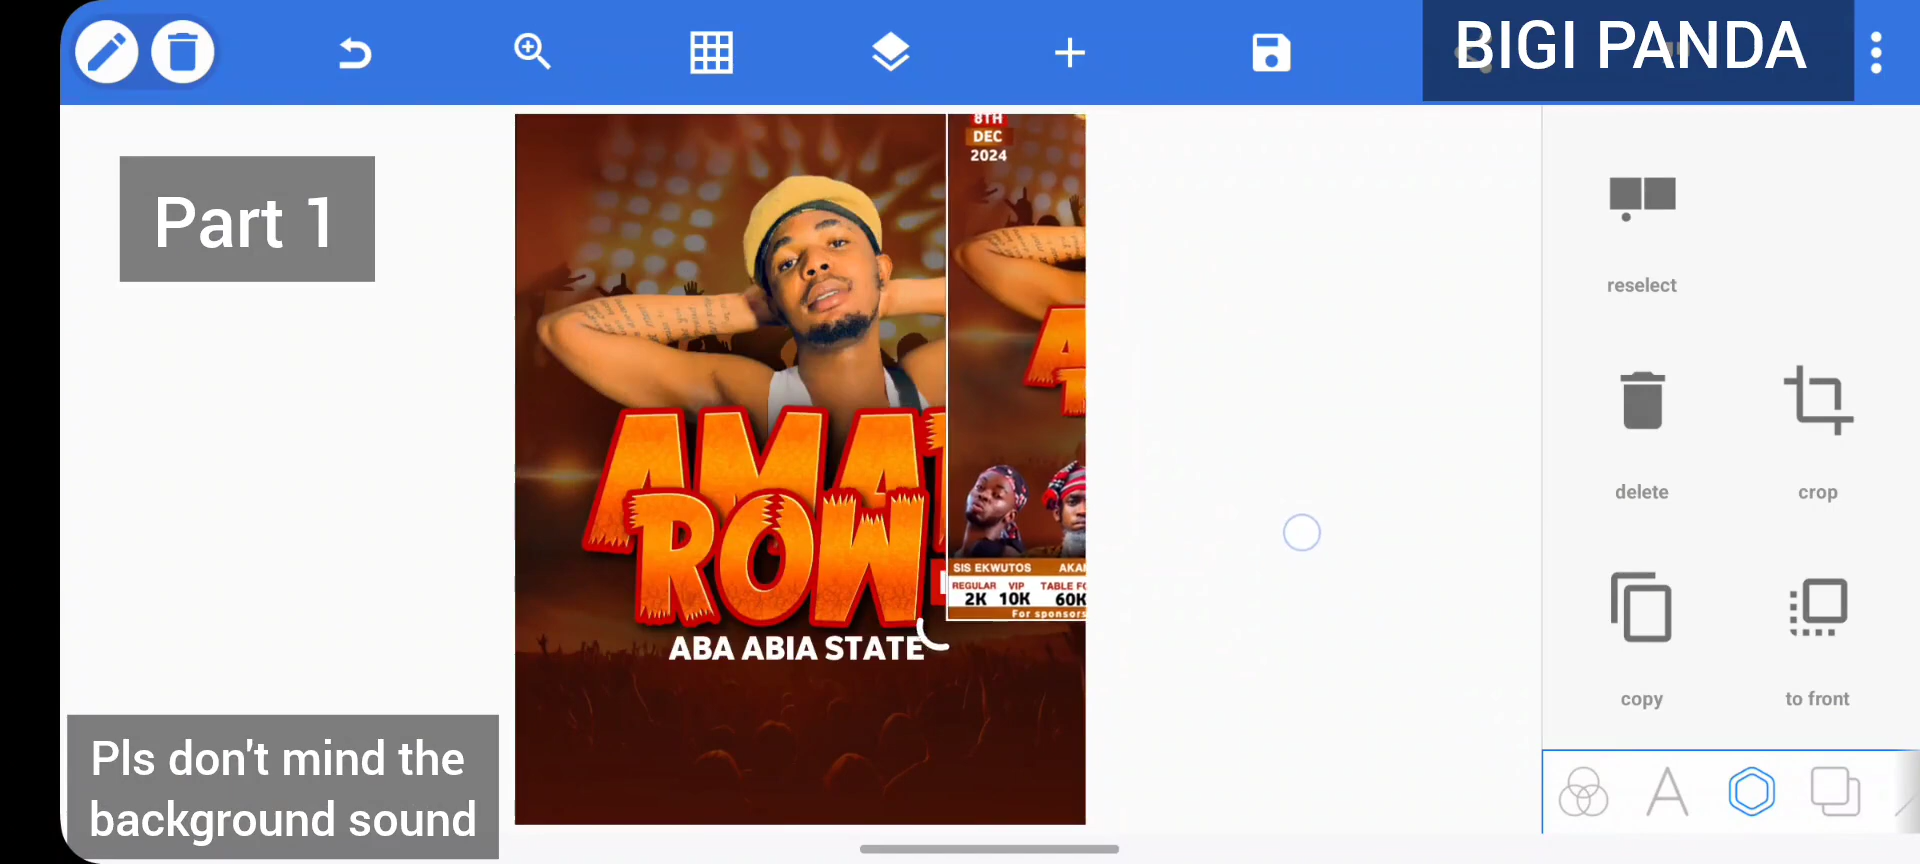 BIGI PANDA
Part 1
8TH
DEC
2024
reselect
AMA
ROW
delete
crop
SIS EKWUTOS
REGULAR VIP TABLE
2K 10K 60K
For sponsors
ABA ABIA STATE
copy
to front
Pls don't mind the
background sound